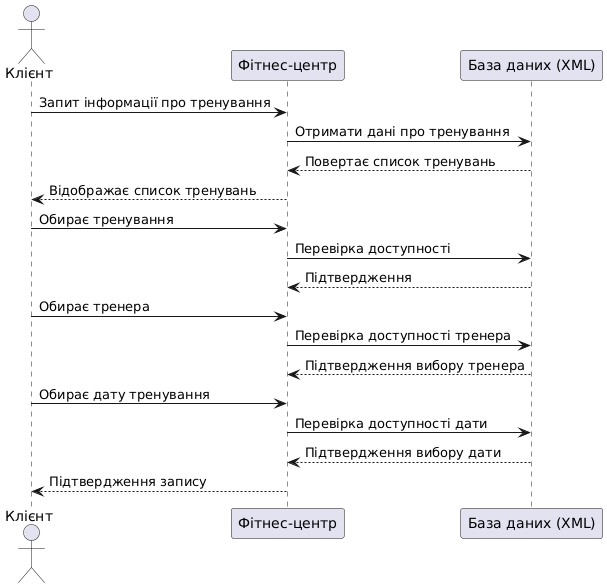 Клієнт
Фітнес-центр
База даних (XML)
Запит інформації про тренування
Отримати дані про тренування
Повертає список тренувань
Відображає список тренувань
Обирає тренування
Перевірка доступності
Підтвердження
Обирає тренера
Перевірка доступності тренера
Підтвердження вибору тренера
Обирає дату тренування
Перевірка доступності дати
Підтвердження вибору дати
Підтвердження запису
Клієнт
Фітнес-центр
База даних (XML)